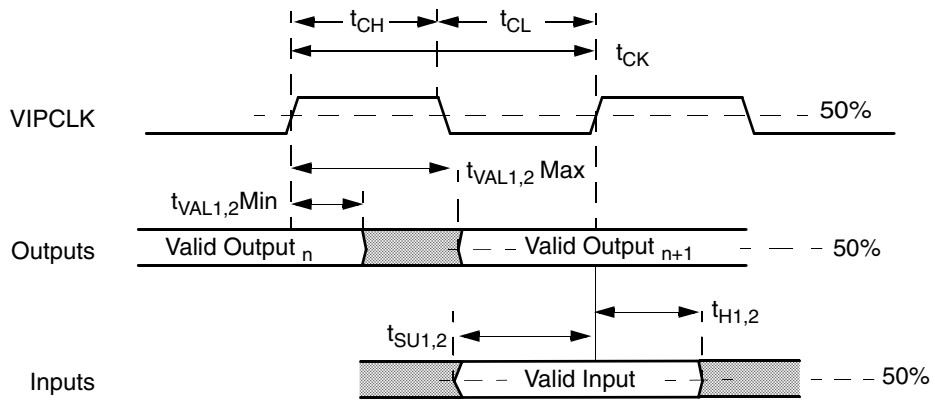 tCH
tCL
tCK
VIPCLK
50%
tVAL1,2 Max
tVAL1,2Min
Outputs
Valid Output n
Valid Output n+1
50%
tSU1,2
tH1,2
Inputs
Valid Input
50%